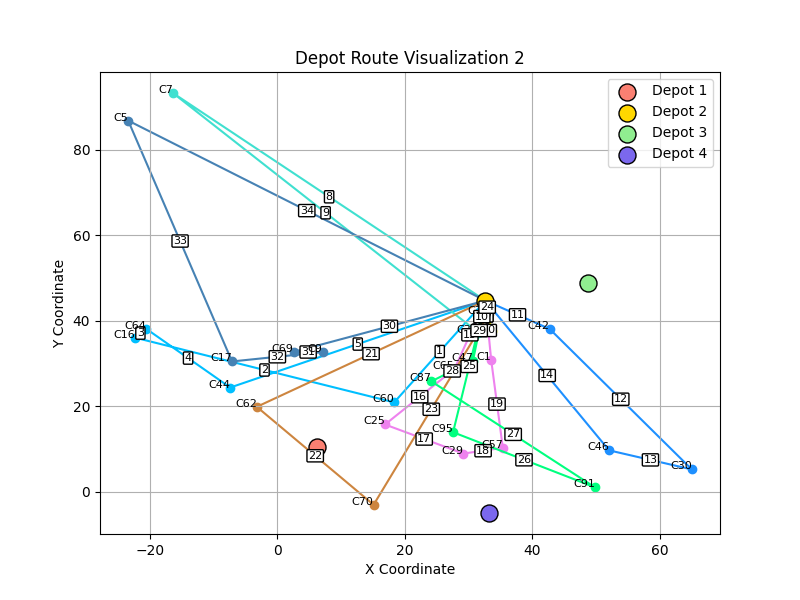 Depot Route Visualization 2
Depot 1
Depot 2
Depot 3
Depot 4
C7
C5
8
34
9
33
24
11
C42
10
30
29
C64
C16
3
5
1
C69
C17
32
31
21
4
2
C1
C47
25
28
C87
14
C44
C60
16
C62
23
19
12
C25
C95
17
27
C57
C29
18
C46
22
26
13
C30
C91
C70
80
60
40
20
0
−20
0
20
40
60
Y Coordinate
X Coordinate